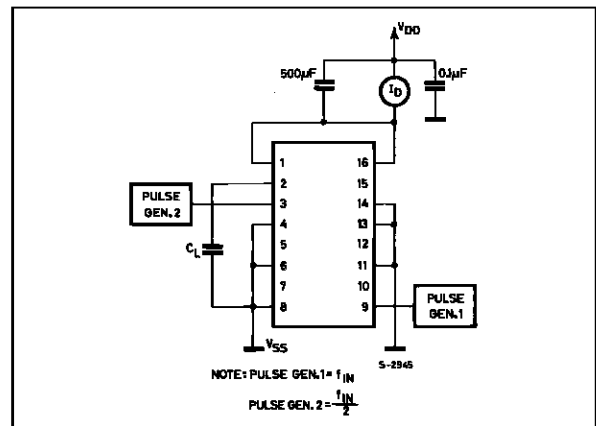 VDD
500µF
0.1µF
ID
1 16
2 15
PULSE GEN.2
3 14
4 13
CL
5 12
6 11
7 10
8 9
PULSE GEN.1
VSS
S-2945
NOTE: PULSE GEN.1 = fIN
PULSE GEN. 2 = fIN/2